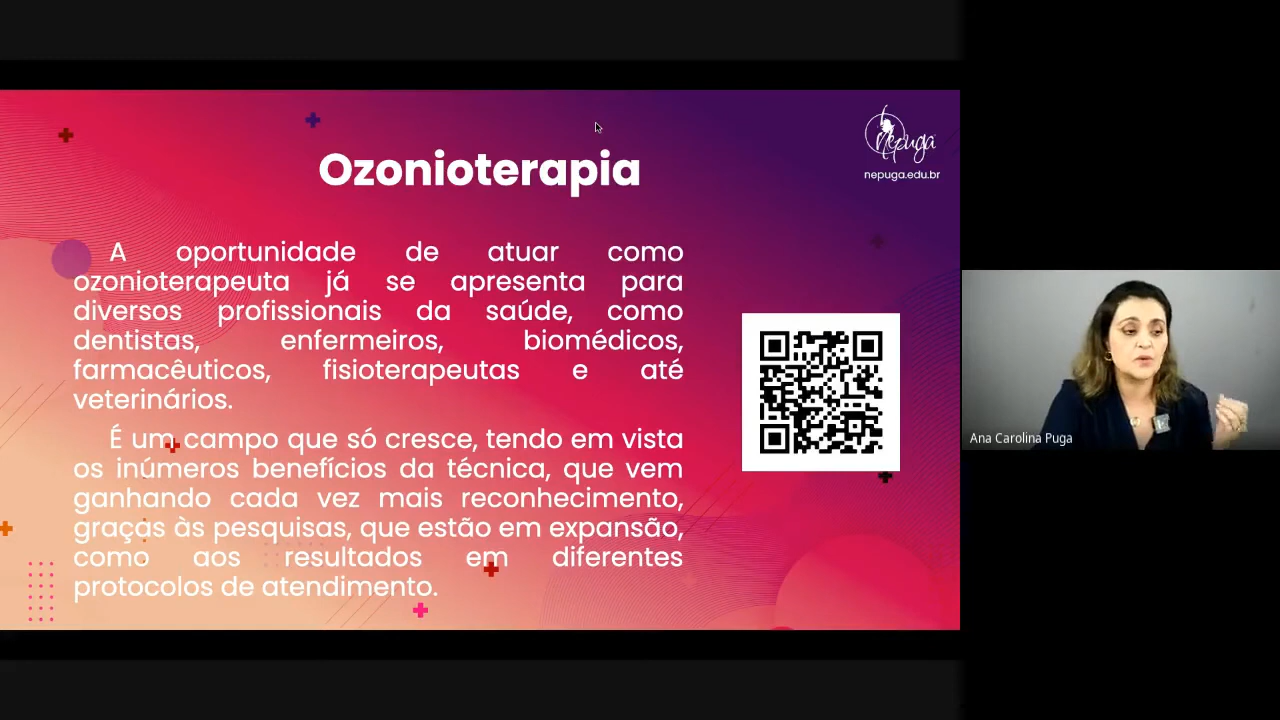 Ozonioterapia
nepuga
nepuga.edu.br
A oportunidade de atuar como
ozonioterapeuta já se apresenta para
diversos profissionais da saúde, como
dentistas, enfermeiros, biomédicos,
farmacêuticos, fisioterapeutas e até
veterinários.
É um campo que só cresce, tendo em vista
os inúmeros benefícios da técnica, que vem
ganhando cada vez mais reconhecimento,
graças às pesquisas, que estão em expansão,
como aos resultados em diferentes
protocolos de atendimento.
Ana Carolina Puga